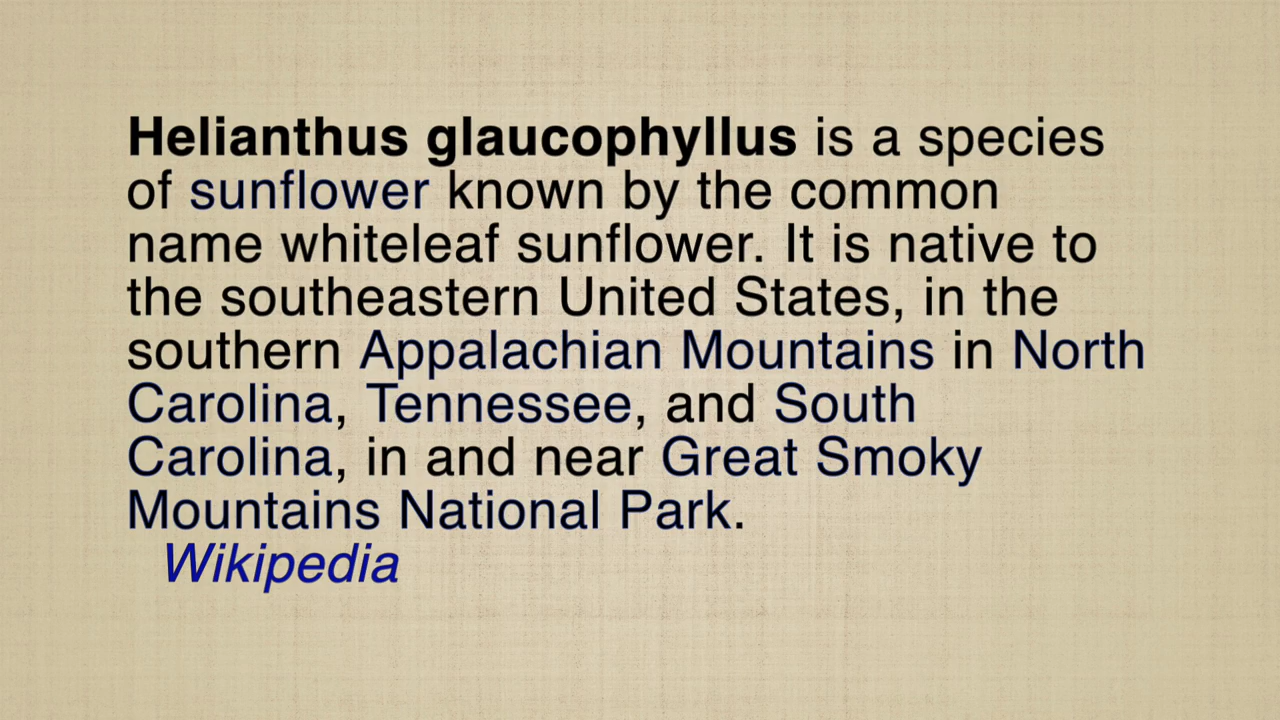 Helianthus glaucophyllus is a species
of sunflower known by the common
name whiteleaf sunflower. It is native to
the southeastern United States, in the
southern Appalachian Mountains in North
Carolina, Tennessee, and South
Carolina, in and near Great Smoky
Mountains National Park.
Wikipedia